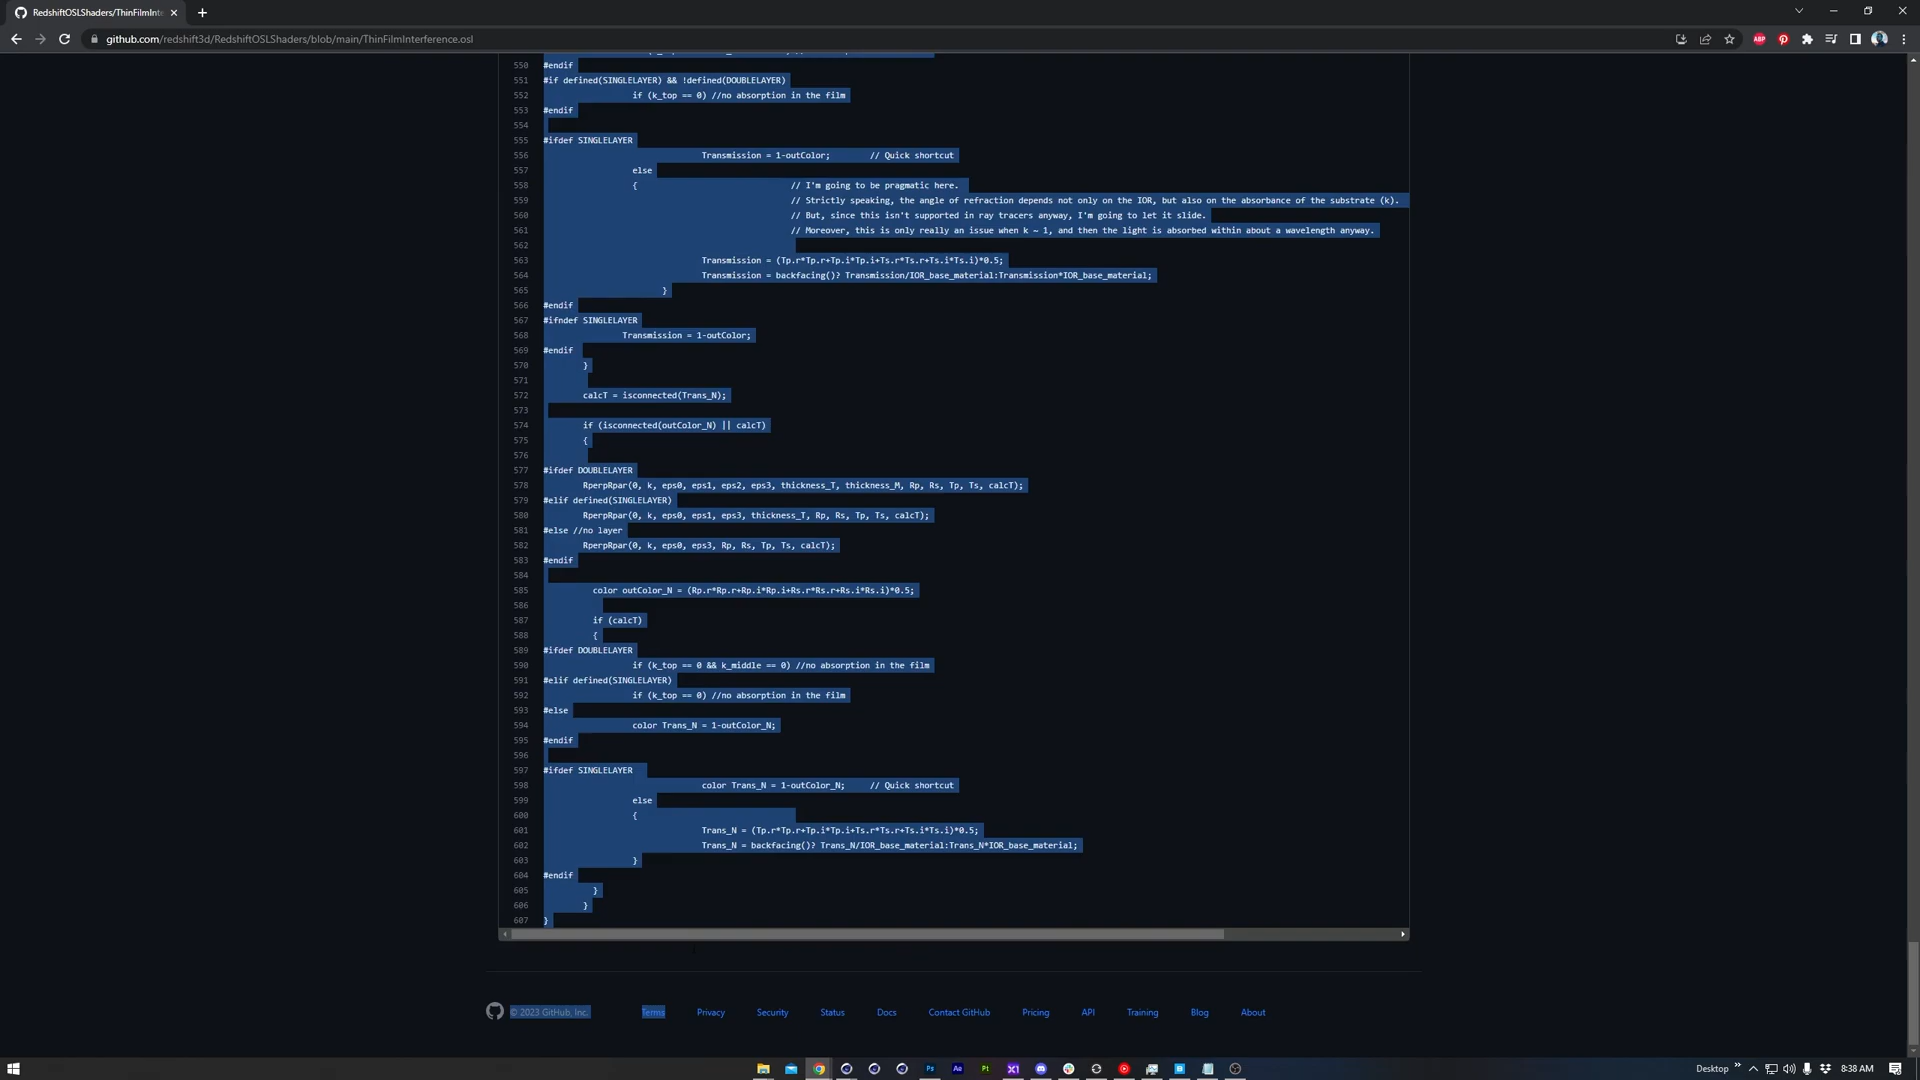 RedshiftOSLShaders/ThinFilmInte
github.com/redshift3d/RedshiftOSLShaders/blob/main/ThinFilmInterference.osl
ABP
550 #endif
551 #if defined(SINGLELAYER) && !defined(DOUBLELAYER)
552 if (k_top == 0) //no absorption in the film
553 #endif
554
555 #ifdef SINGLELAYER
556 Transmission = 1-outColor; // Quick shortcut
557 else
558 { // I'm going to be pragmatic here.
559 // Strictly speaking, the angle of refraction depends not only on the IOR, but also on the absorbance of the substrate (k).
560 // But, since this isn't supported in ray tracers anyway, I'm going to let it slide.
561 // Moreover, this is only really an issue when k ~ 1, and then the light is absorbed within about a wavelength anyway.
562
563 Transmission = (Tp.r*Tp.r+Tp.i*Tp.i+Ts.r*Ts.r+Ts.i*Ts.i)*0.5;
564 Transmission = backfacing()? Transmission/IOR_base_material:Transmission*IOR_base_material;
565 }
566 #endif
567 #ifndef SINGLELAYER
568 Transmission = 1-outColor;
569 #endif
570 }
571
572 calcT = isconnected(Trans_N);
573
574 if (isconnected(outColor_N) || calcT)
575 {
576
577 #ifdef DOUBLELAYER
578 RperpRpar(0, k, eps0, eps1, eps2, eps3, thickness_T, thickness_M, Rp, Rs, Tp, Ts, calcT);
579 #elif defined(SINGLELAYER)
580 RperpRpar(0, k, eps0, eps1, eps3, thickness_T, Rp, Rs, Tp, Ts, calcT);
581 #else //no layer
582 RperpRpar(0, k, eps0, eps3, Rp, Rs, Tp, Ts, calcT);
583 #endif
584
585 color outColor_N = (Rp.r*Rp.r+Rp.i*Rp.i+Rs.r*Rs.r+Rs.i*Rs.i)*0.5;
586
587 if (calcT)
588 {
589 #ifdef DOUBLELAYER
590 if (k_top == 0 && k_middle == 0) //no absorption in the film
591 #elif defined(SINGLELAYER)
592 if (k_top == 0) //no absorption in the film
593 #else
594 color Trans_N = 1-outColor_N;
595 #endif
596
597 #ifdef SINGLELAYER
598 color Trans_N = 1-outColor_N; // Quick shortcut
599 else
600 {
601 Trans_N = (Tp.r*Tp.r+Tp.i*Tp.i+Ts.r*Ts.r+Ts.i*Ts.i)*0.5;
602 Trans_N = backfacing()? Trans_N/IOR_base_material:Trans_N*IOR_base_material;
603 }
604 #endif
605 }
606 }
607 }
© 2023 GitHub, Inc. Terms Privacy Security Status Docs Contact GitHub Pricing API Training Blog About
Ps Ae Pt X1 Desktop 8:38 AM